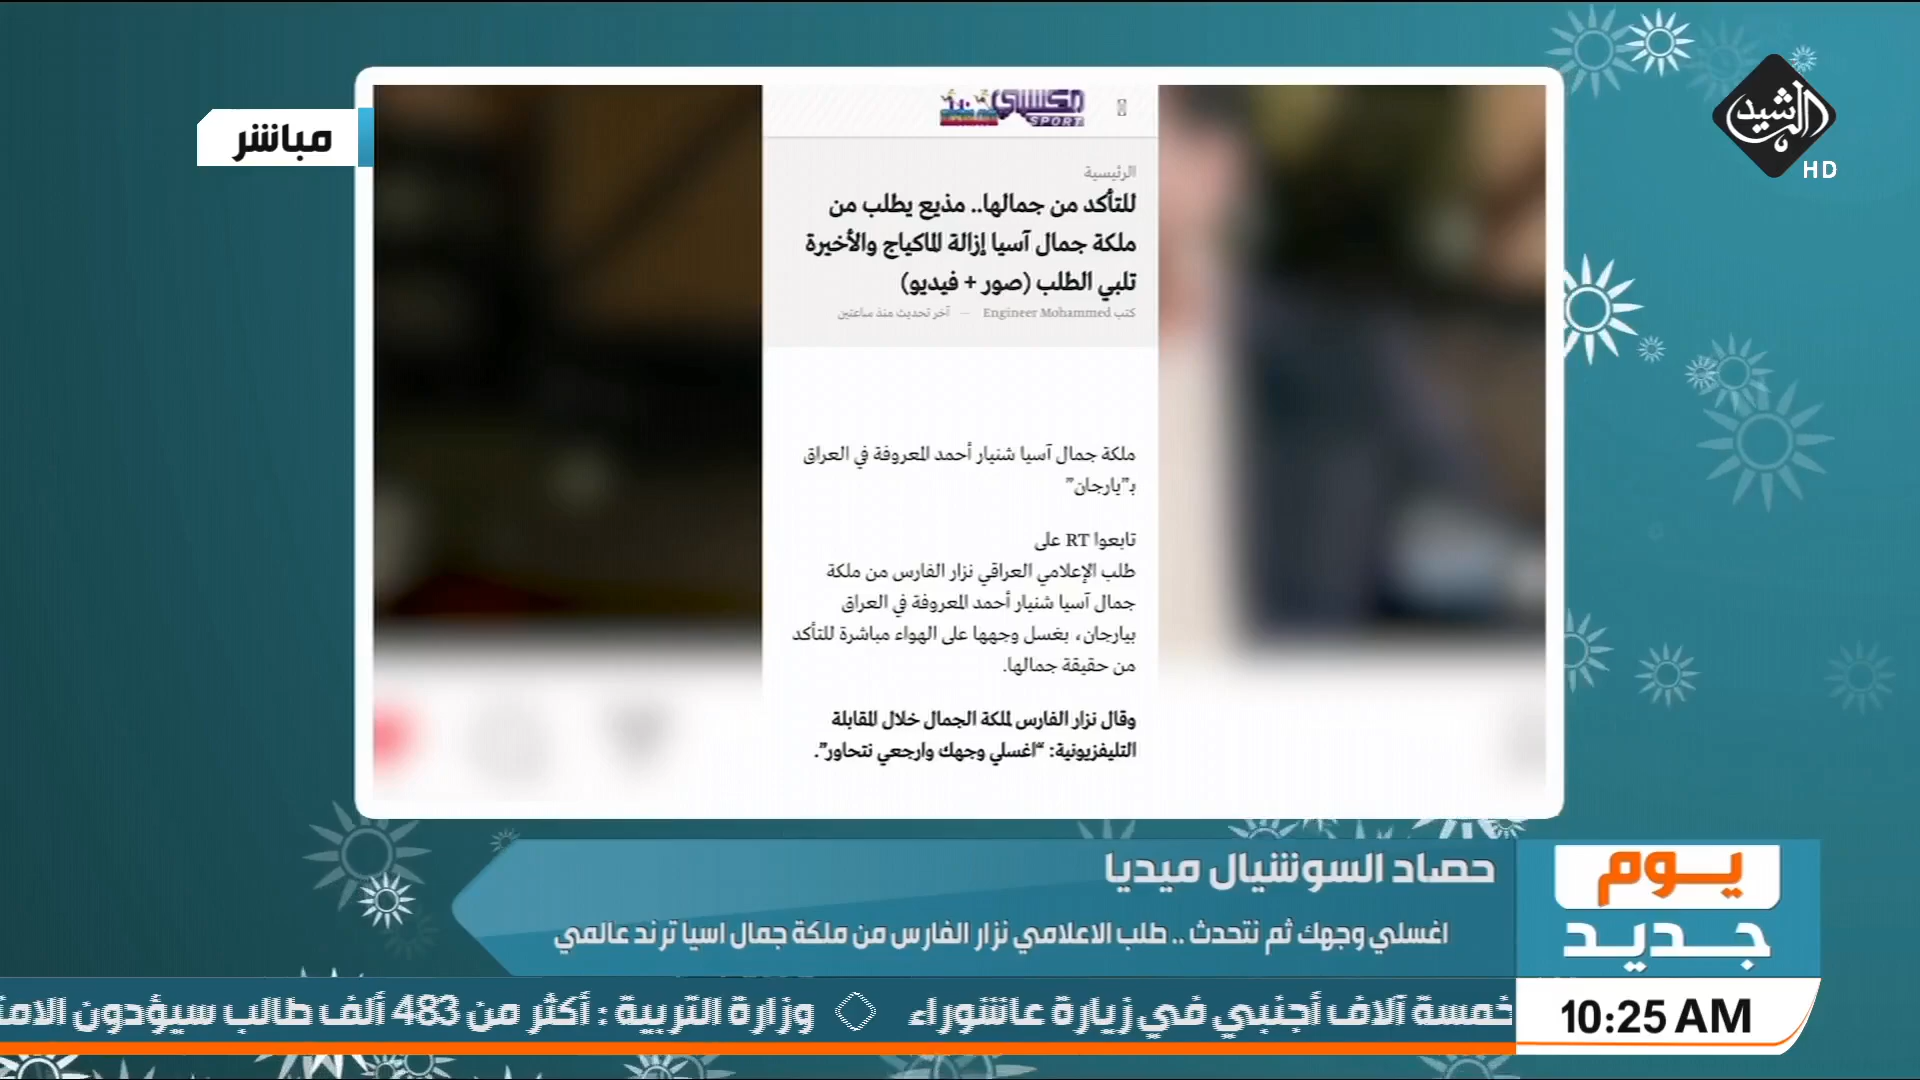 الرشيد
HD
مباشر
مكسي
SPORT
الرئيسية
للتأكد من جمالها.. مذيع يطلب من
ملكة جمال آسيا إزالة الماكياج والأخيرة
تلبي الطلب (صور + فيديو)
كتب Engineer Mohammed — آخر تحديث منذ ساعتين
ملكة جمال آسيا شنيار أحمد المعروفة في العراق
بـ"يارجان"
تابعوا RT على
طلب الإعلامي العراقي نزار الفارس من ملكة
جمال آسيا شنيار أحمد المعروفة في العراق
بيارجان، بغسل وجهها على الهواء مباشرة للتأكد
من حقيقة جمالها.
وقال نزار الفارس لملكة الجمال خلال المقابلة
التليفزيونية: "اغسلي وجهك وارجعي نتحاور".
حصاد السوشيال ميديا
اغسلي وجهك ثم نتحدث .. طلب الاعلامي نزار الفارس من ملكة جمال اسيا ترند عالمي
يوم
جديد
خمسة آلاف أجنبي في زيارة عاشوراء ◇ وزارة التربية : أكثر من 483 ألف طالب سيؤدون
10:25 AM